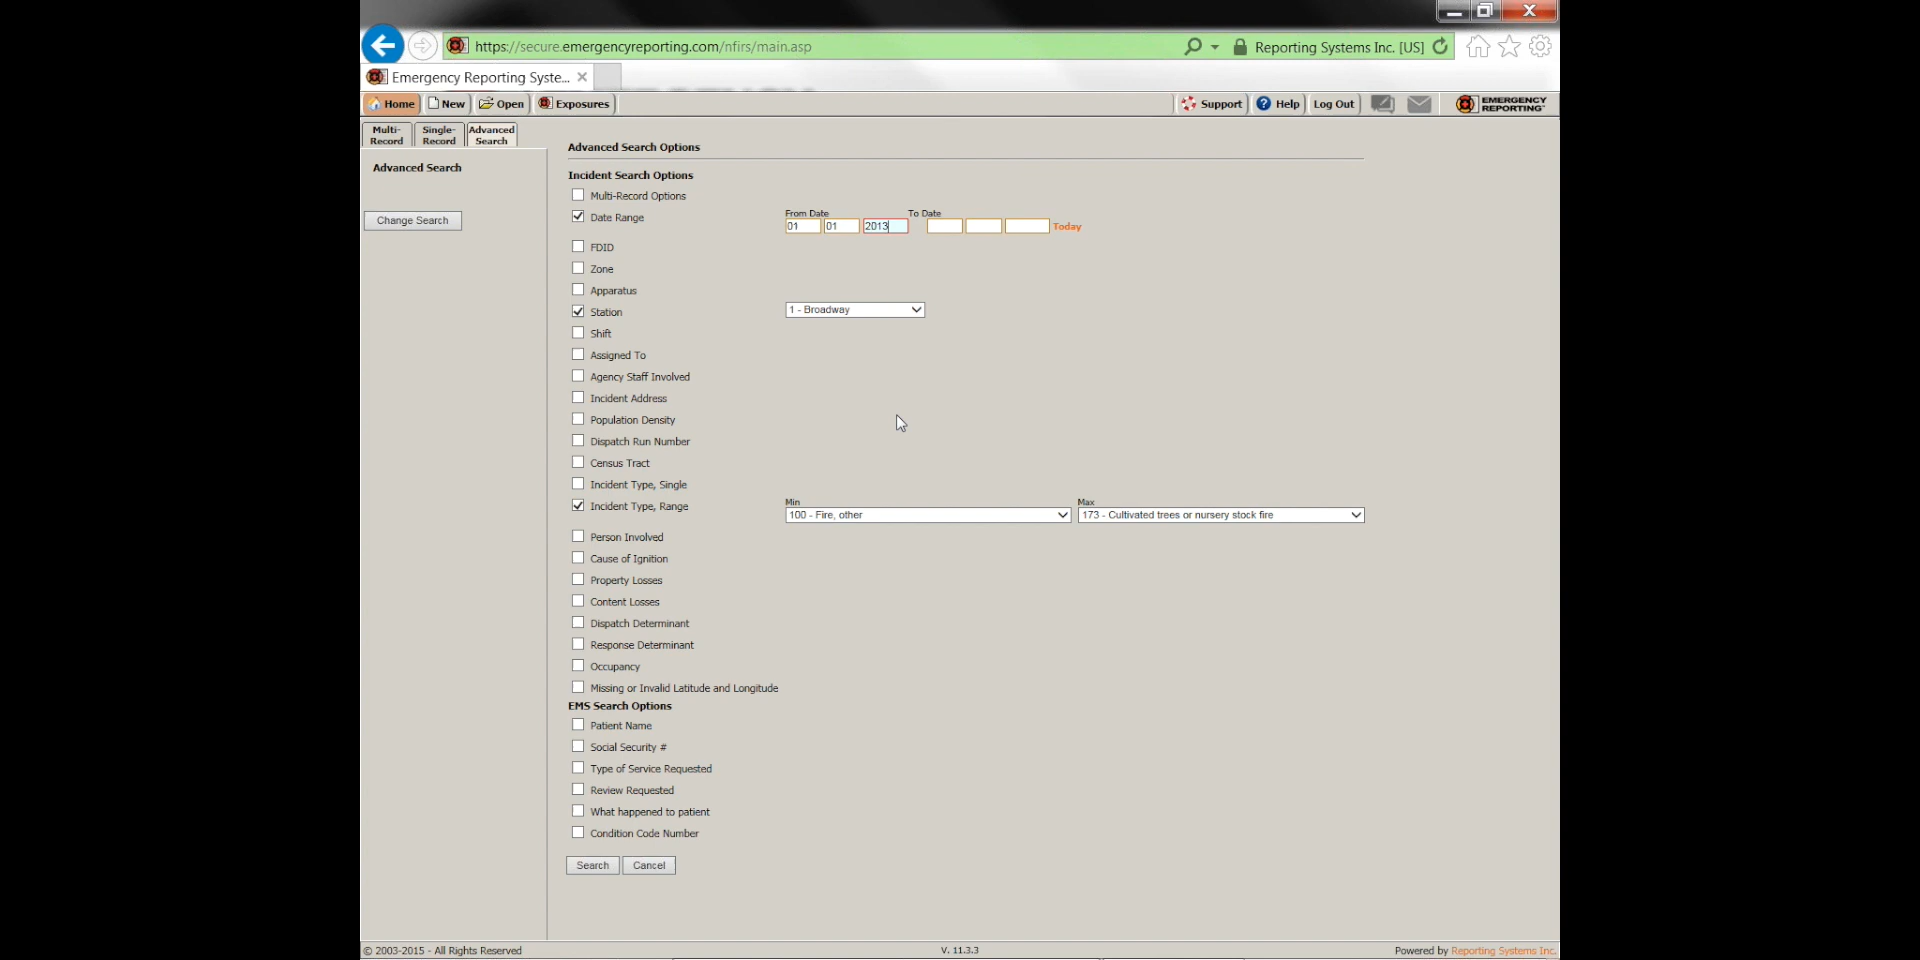 https://secure.emergencyreporting.com/nfirs/main.asp
Reporting Systems Inc. [US]
Emergency Reporting Syste...
Home New Open Exposures Support Help Log Out EMERGENCY REPORTING
Multi-Record Single-Record Advanced Search
Advanced Search
Change Search
Advanced Search Options
Incident Search Options
Multi-Record Options
Date Range
From Date To Date
01 01 2013 Today
FDID
Zone
Apparatus
Station 1 - Broadway
Shift
Assigned To
Agency Staff Involved
Incident Address
Population Density
Dispatch Run Number
Census Tract
Incident Type, Single
Incident Type, Range
Min Max
100 - Fire, other 173 - Cultivated trees or nursery stock fire
Person Involved
Cause of Ignition
Property Losses
Content Losses
Dispatch Determinant
Response Determinant
Occupancy
Missing or Invalid Latitude and Longitude
EMS Search Options
Patient Name
Social Security #
Type of Service Requested
Review Requested
What happened to patient
Condition Code Number
Search Cancel
© 2003-2015 - All Rights Reserved V. 11.3.3 Powered by Reporting Systems Inc.